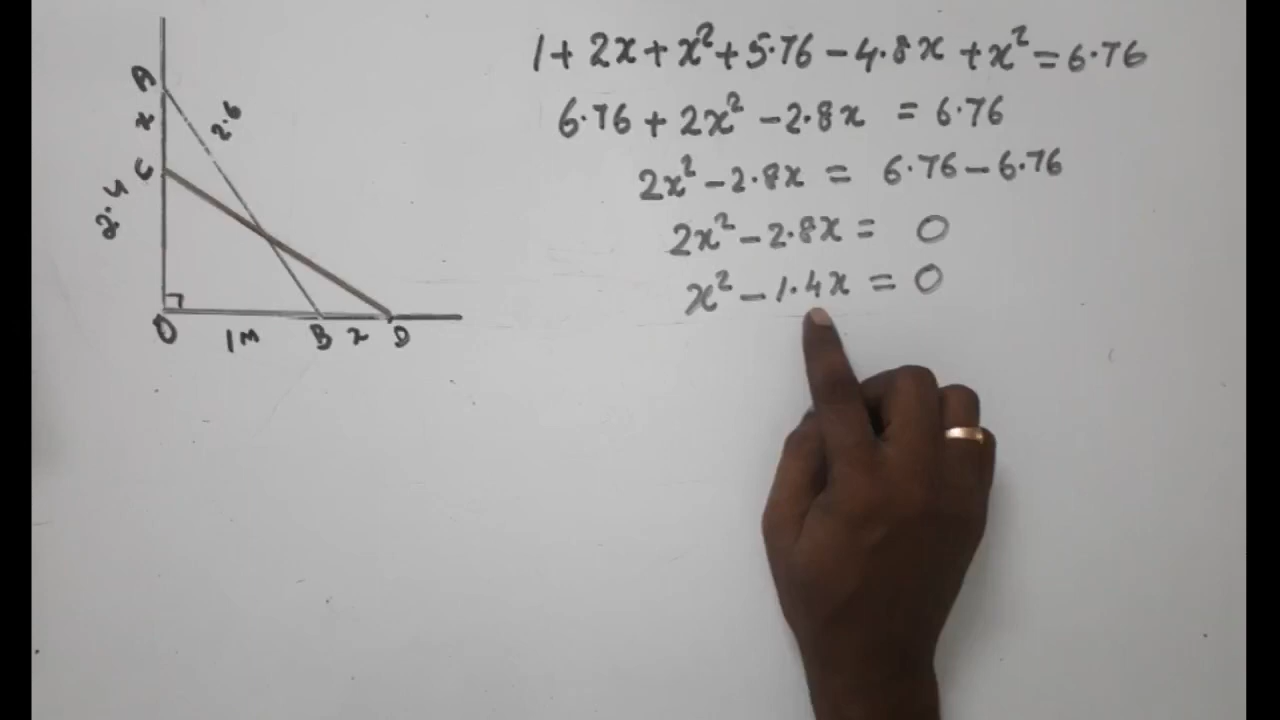 A
x
2.6
C
2.4
O 1M B x D
1 + 2x + x² + 5.76 - 4.8x + x² = 6.76
6.76 + 2x² - 2.8x = 6.76
2x² - 2.8x = 6.76 - 6.76
2x² - 2.8x = 0
x² - 1.4x = 0